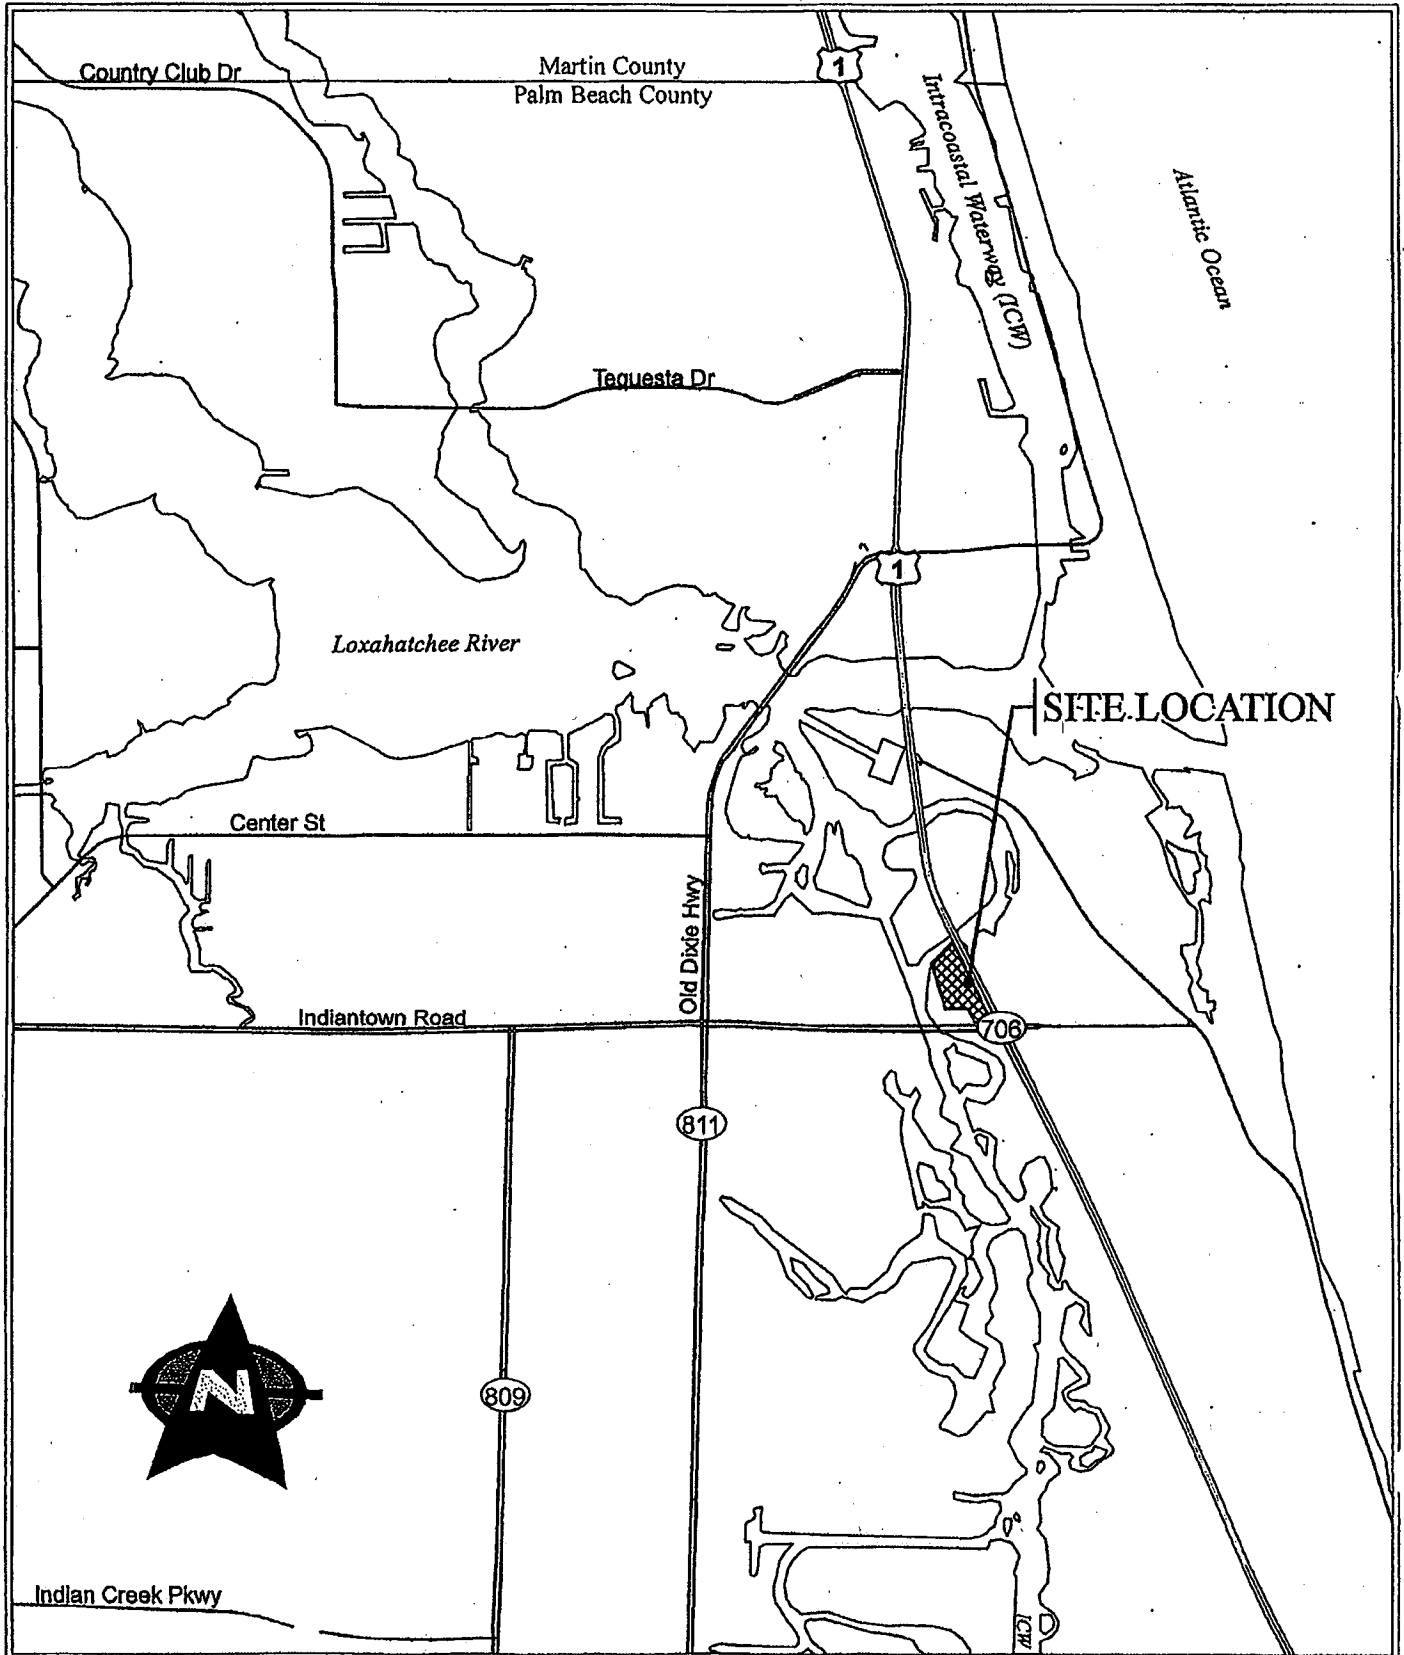 Country Club Dr
Martin County
Palm Beach County
1
Intracoastal Waterway (ICW)
Atlantic Ocean
Tequesta Dr
1
Loxahatchee River
SITE LOCATION
Center St
Old Dixie Hwy
Indiantown Road
706
811
N
809
Indian Creek Pkwy
ICW